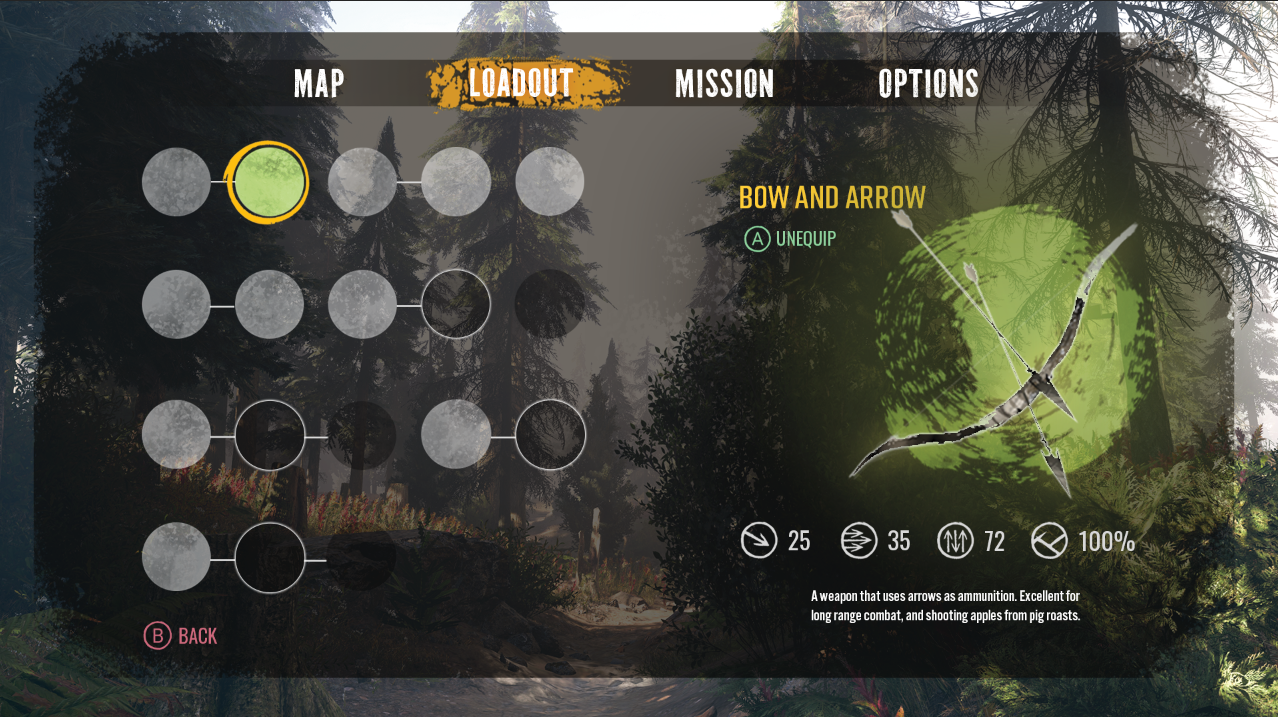 MAP
LOADOUT
MISSION
OPTIONS
BOW AND ARROW
A UNEQUIP
25
35
72
100%
A weapon that uses arrows as ammunition. Excellent for
long range combat, and shooting apples from pig roasts.
B BACK